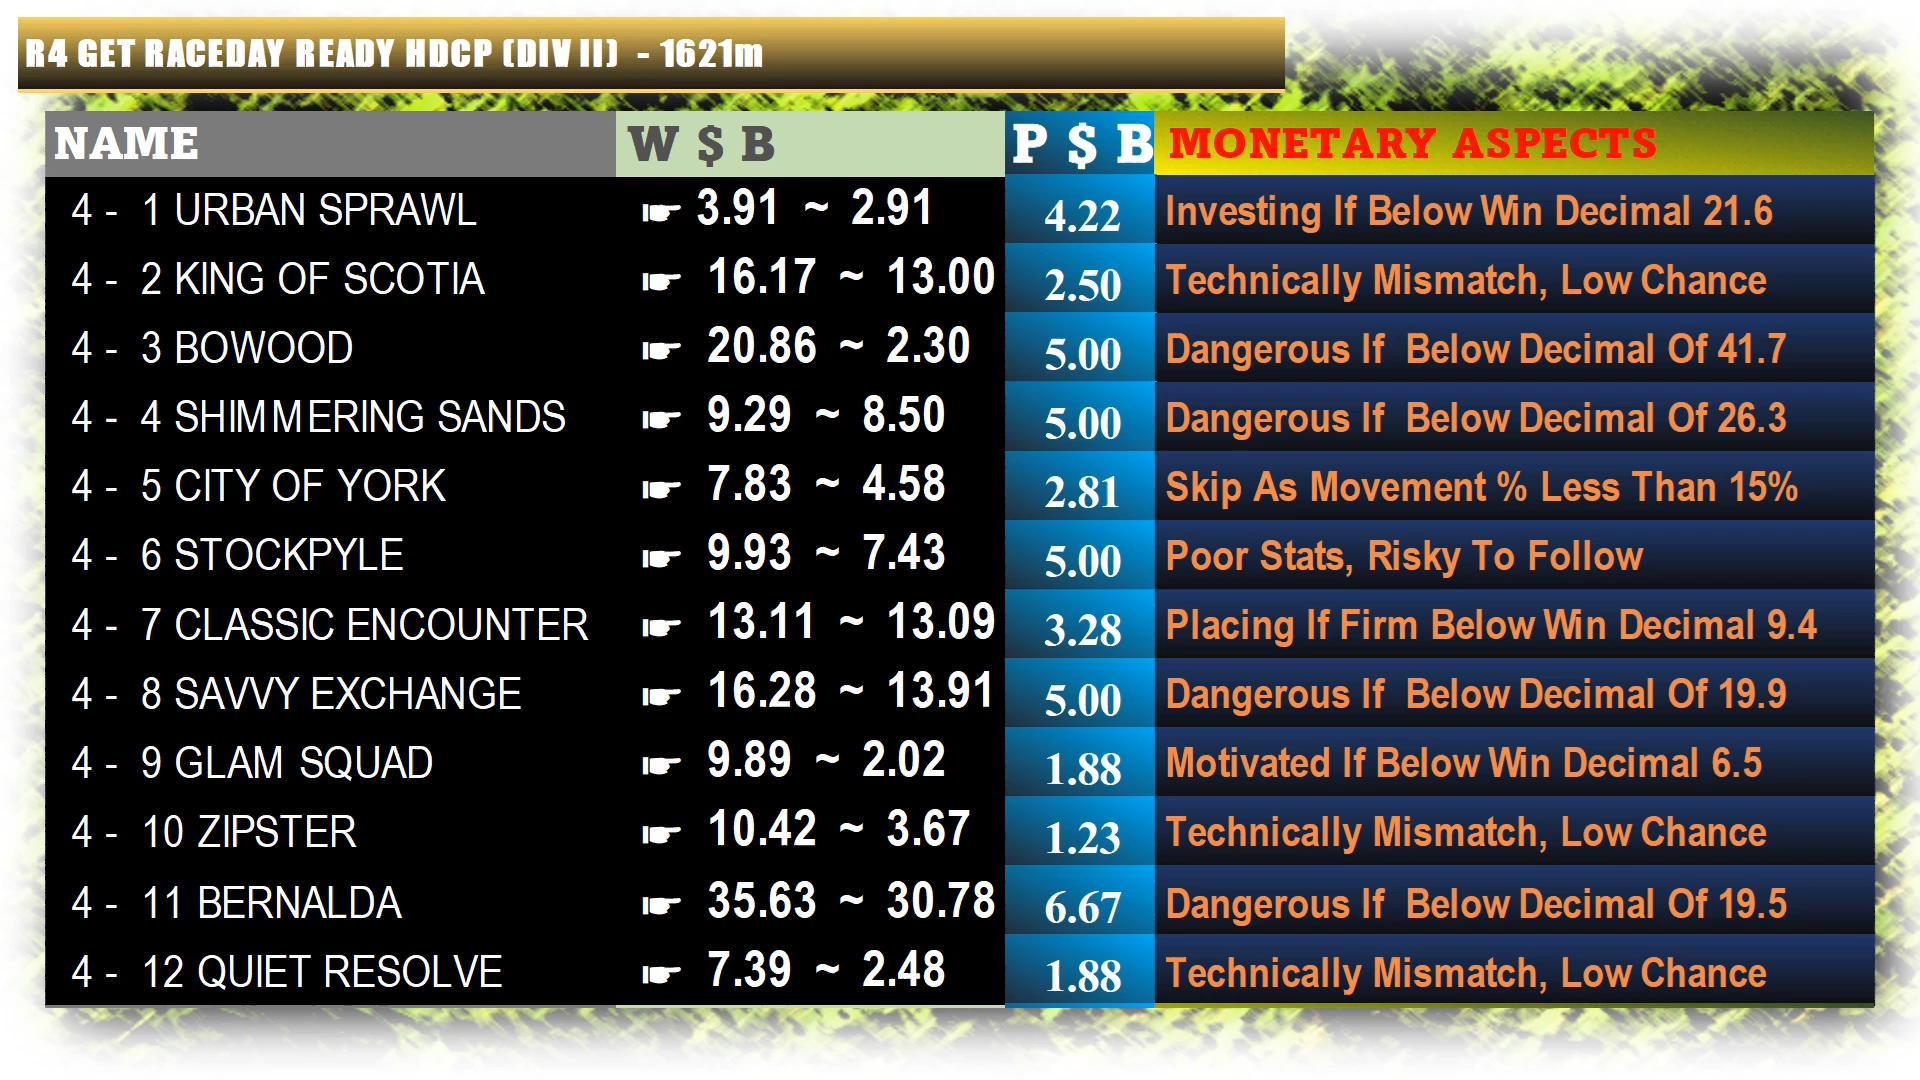 R4 GET RACEDAY READY HDCP (DIV II) - 1621m
NAME W $ B P $ B MONETARY ASPECTS
4 - 1 URBAN SPRAWL ☛ 3.91 ~ 2.91 4.22 Investing If Below Win Decimal 21.6
4 - 2 KING OF SCOTIA ☛ 16.17 ~ 13.00 2.50 Technically Mismatch, Low Chance
4 - 3 BOWOOD ☛ 20.86 ~ 2.30 5.00 Dangerous If Below Decimal Of 41.7
4 - 4 SHIMMERING SANDS ☛ 9.29 ~ 8.50 5.00 Dangerous If Below Decimal Of 26.3
4 - 5 CITY OF YORK ☛ 7.83 ~ 4.58 2.81 Skip As Movement % Less Than 15%
4 - 6 STOCKPYLE ☛ 9.93 ~ 7.43 5.00 Poor Stats, Risky To Follow
4 - 7 CLASSIC ENCOUNTER ☛ 13.11 ~ 13.09 3.28 Placing If Firm Below Win Decimal 9.4
4 - 8 SAVVY EXCHANGE ☛ 16.28 ~ 13.91 5.00 Dangerous If Below Decimal Of 19.9
4 - 9 GLAM SQUAD ☛ 9.89 ~ 2.02 1.88 Motivated If Below Win Decimal 6.5
4 - 10 ZIPSTER ☛ 10.42 ~ 3.67 1.23 Technically Mismatch, Low Chance
4 - 11 BERNALDA ☛ 35.63 ~ 30.78 6.67 Dangerous If Below Decimal Of 19.5
4 - 12 QUIET RESOLVE ☛ 7.39 ~ 2.48 1.88 Technically Mismatch, Low Chance